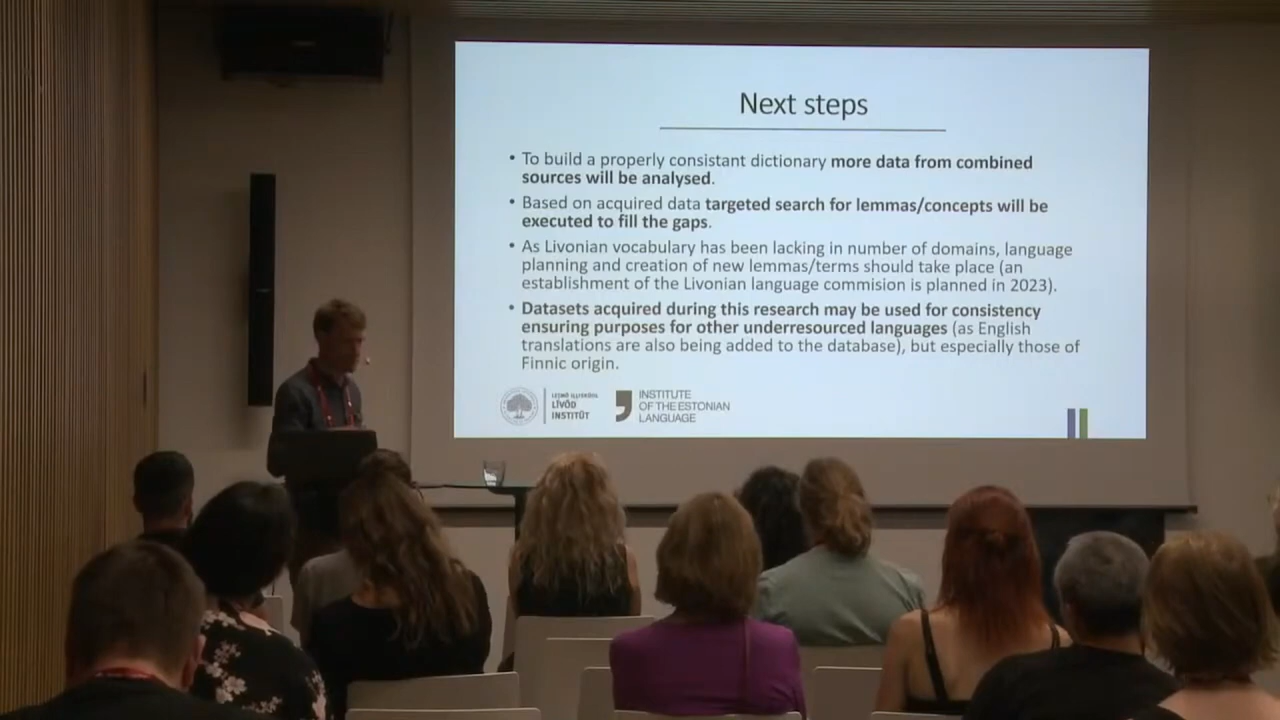 Next steps
• To build a properly consistant dictionary more data from combined
sources will be analysed.
• Based on acquired data targeted search for lemmas/concepts will be
executed to fill the gaps.
• As Livonian vocabulary has been lacking in number of domains, language
planning and creation of new lemmas/terms should take place (an
establishment of the Livonian language commision is planned in 2023).
• Datasets acquired during this research may be used for consistency
ensuring purposes for other underresourced languages (as English
translations are also being added to the database), but especially those of
Finnic origin.
LĪVÕD
INSTITŪT
INSTITUTE
OF THE ESTONIAN
LANGUAGE